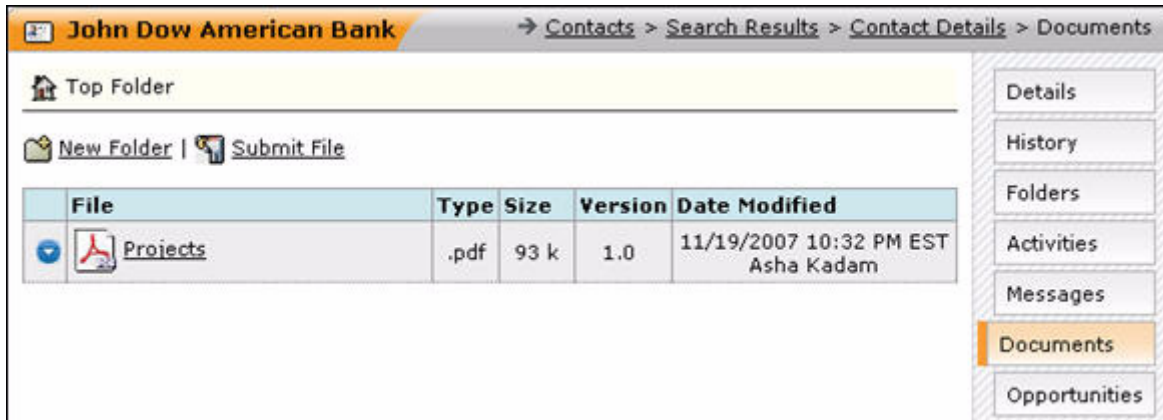 John Dow American Bank
→ Contacts > Search Results > Contact Details > Documents
Top Folder
New Folder | Submit File
File Type Size Version Date Modified
Projects .pdf 93 k 1.0 11/19/2007 10:32 PM EST
Asha Kadam
Details
History
Folders
Activities
Messages
Documents
Opportunities